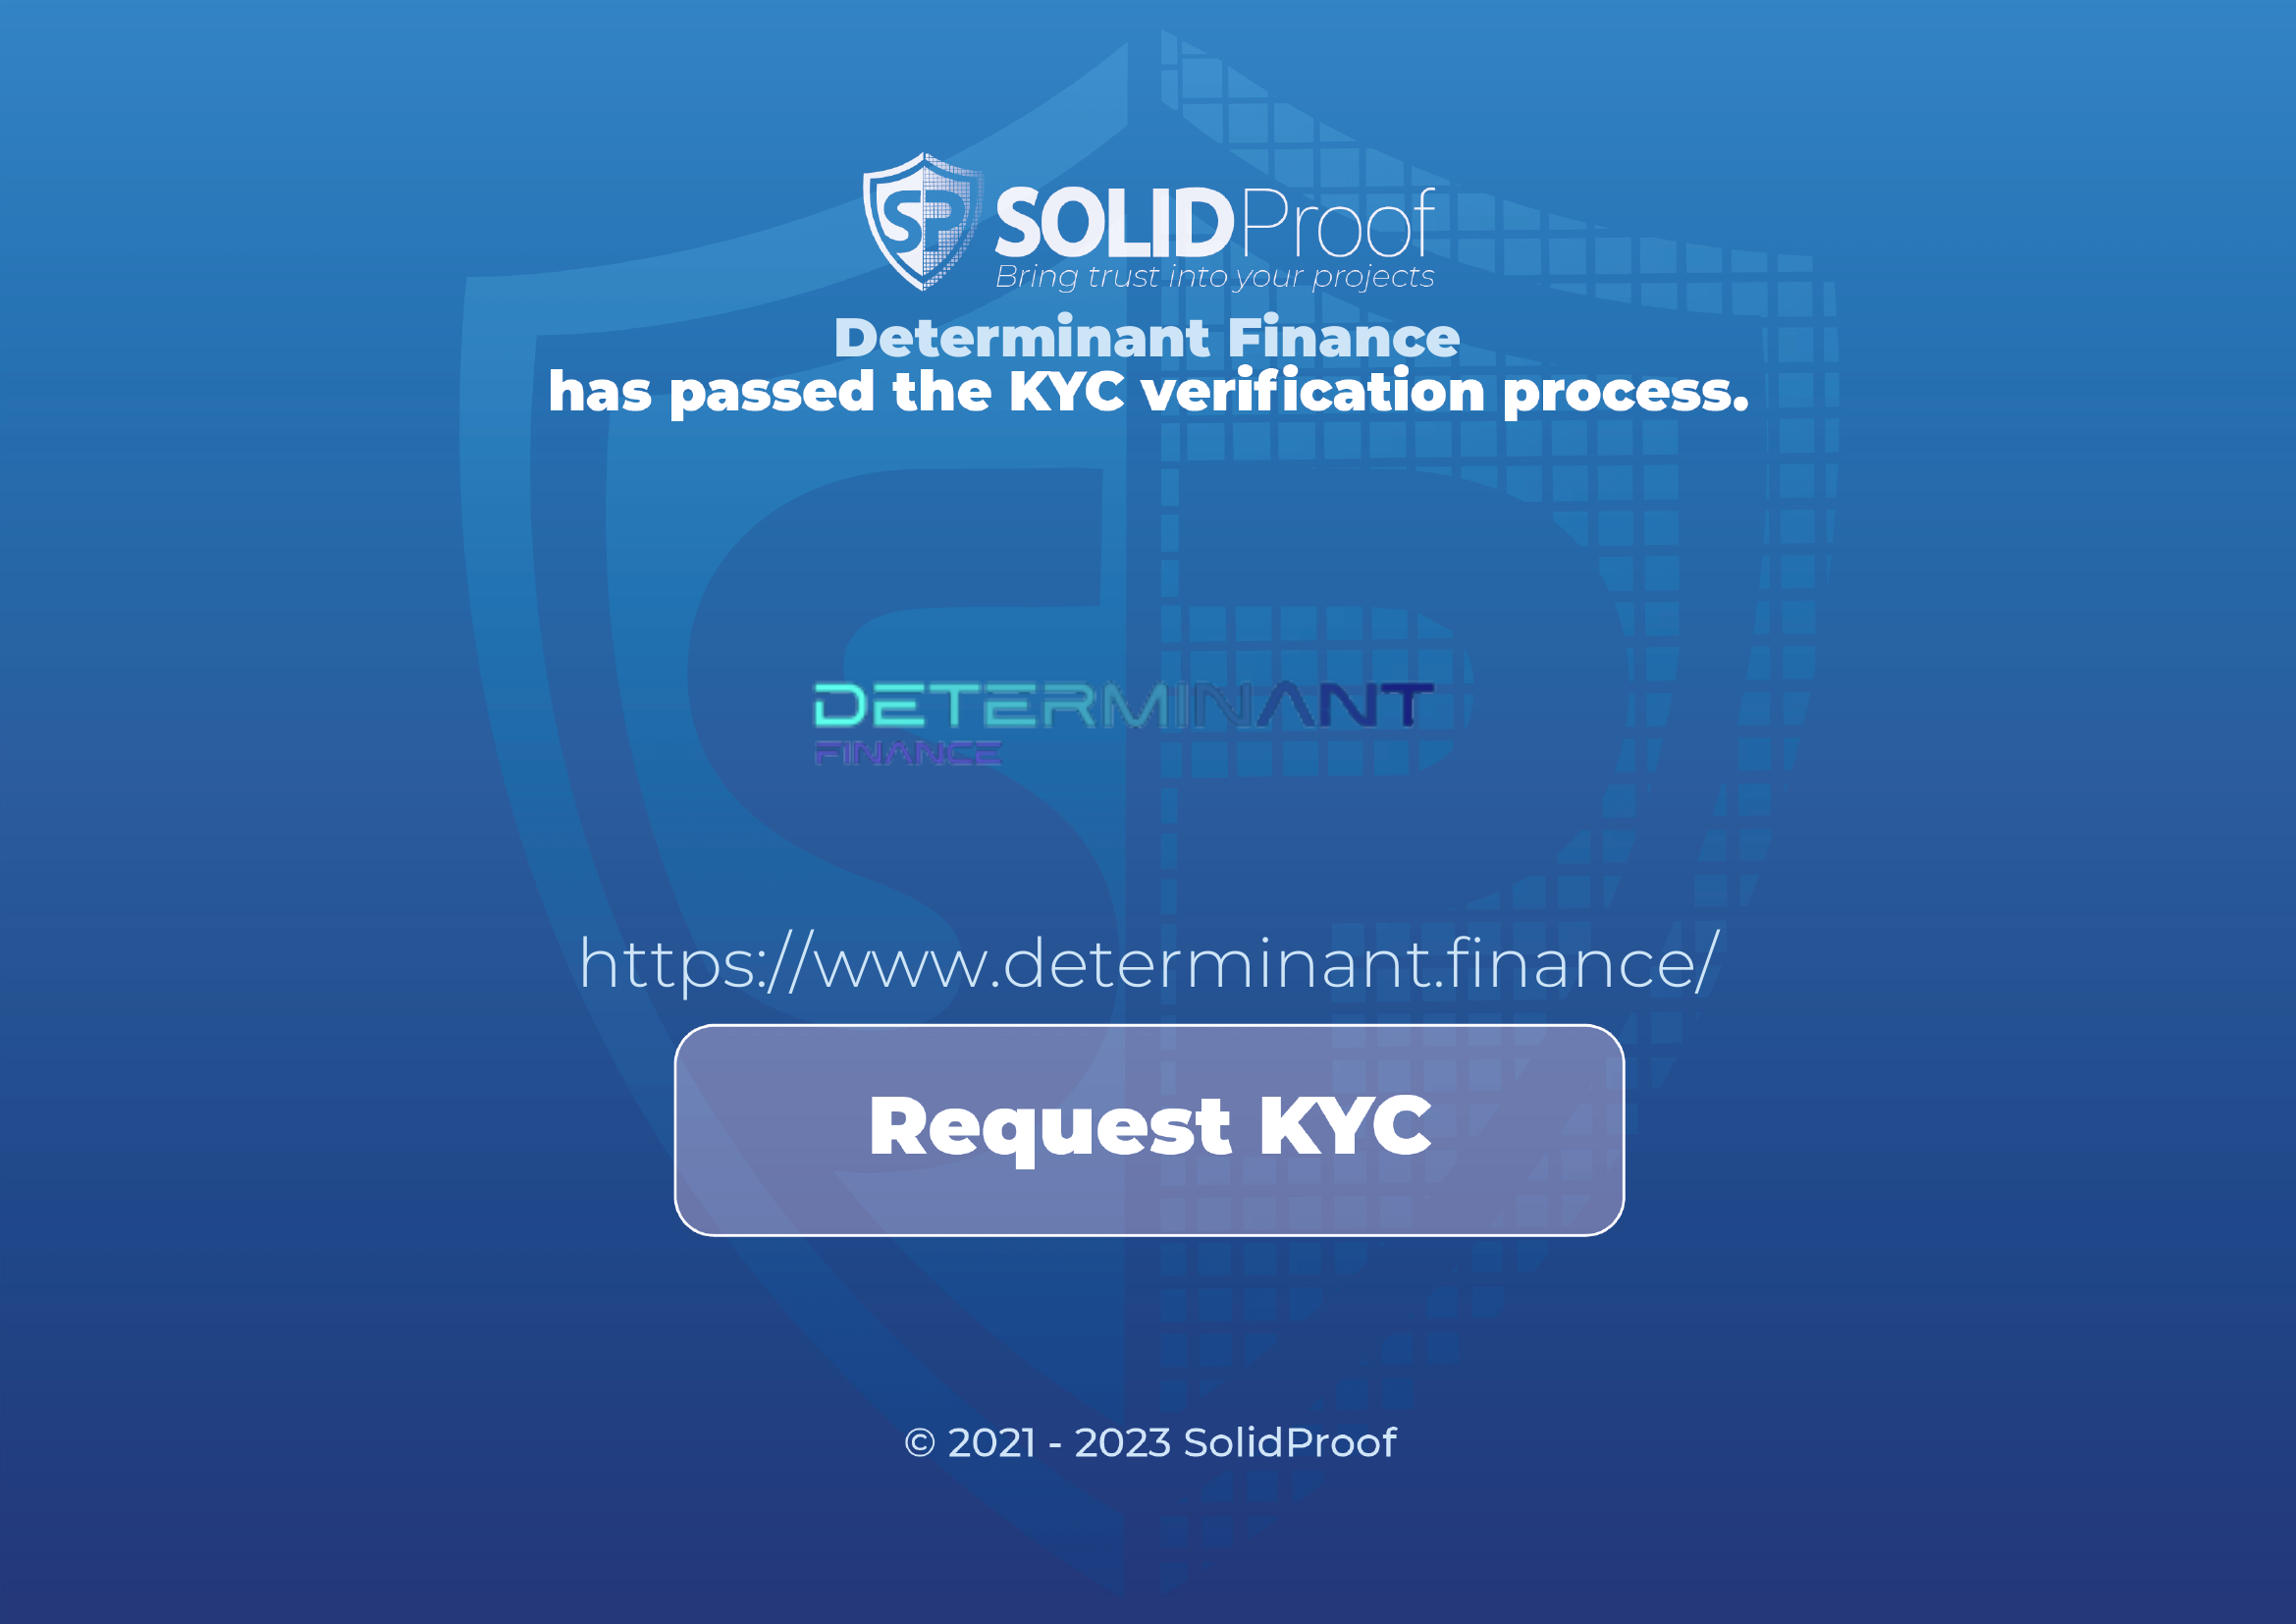 SP SOLIDProof
Bring trust into your projects
Determinant Finance
has passed the KYC verification process.
DETERMINANT
FINANCE
https://www.determinant.finance/
Request KYC
© 2021 - 2023 SolidProof